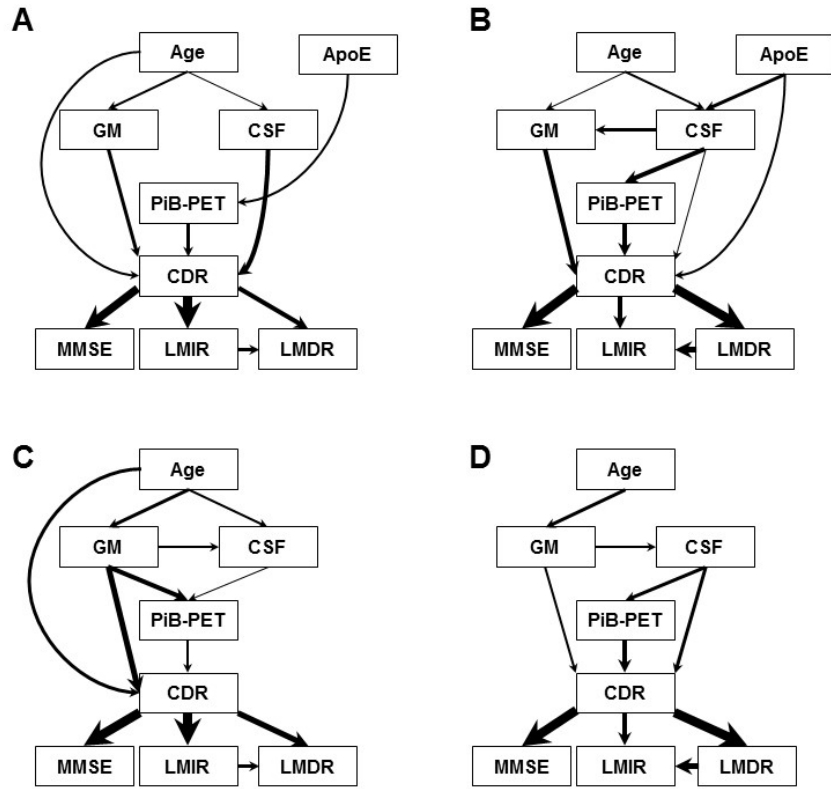 A
Age
ApoE
GM
CSF
PiB-PET
CDR
MMSE
LMIR
LMDR
B
Age
ApoE
GM
CSF
PiB-PET
CDR
MMSE
LMIR
LMDR
C
Age
GM
CSF
PiB-PET
CDR
MMSE
LMIR
LMDR
D
Age
GM
CSF
PiB-PET
CDR
MMSE
LMIR
LMDR